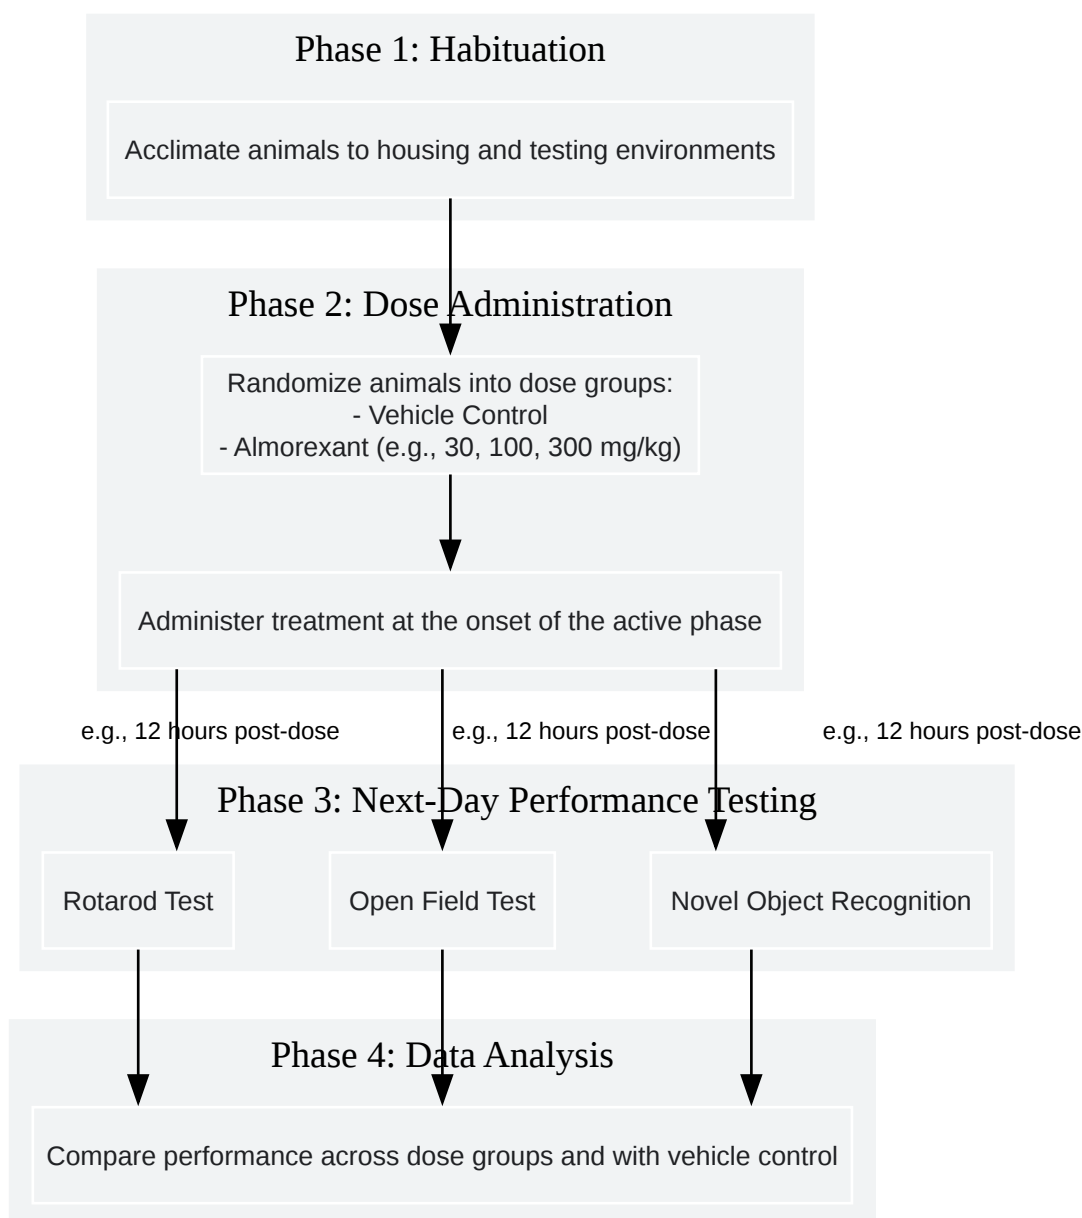 Phase 1: Habituation
Acclimate animals to housing and testing environments
Phase 2: Dose Administration
Randomize animals into dose groups:
- Vehicle Control
- Almorexant (e.g., 30, 100, 300 mg/kg)
Administer treatment at the onset of the active phase
e.g., 12 hours post-dose
e.g., 12 hours post-dose
e.g., 12 hours post-dose
Phase 3: Next-Day Performance Testing
Rotarod Test
Open Field Test
Novel Object Recognition
Phase 4: Data Analysis
Compare performance across dose groups and with vehicle control